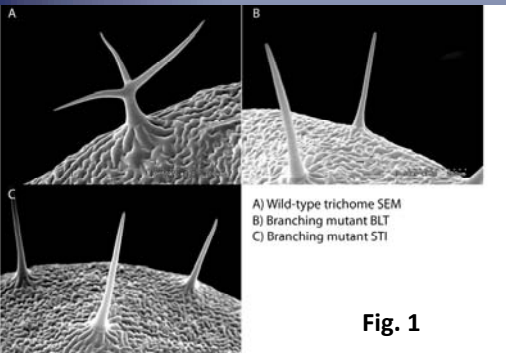 A
B
C
A) Wild-type trichome SEM
B) Branching mutant BLT
C) Branching mutant STI
Fig. 1